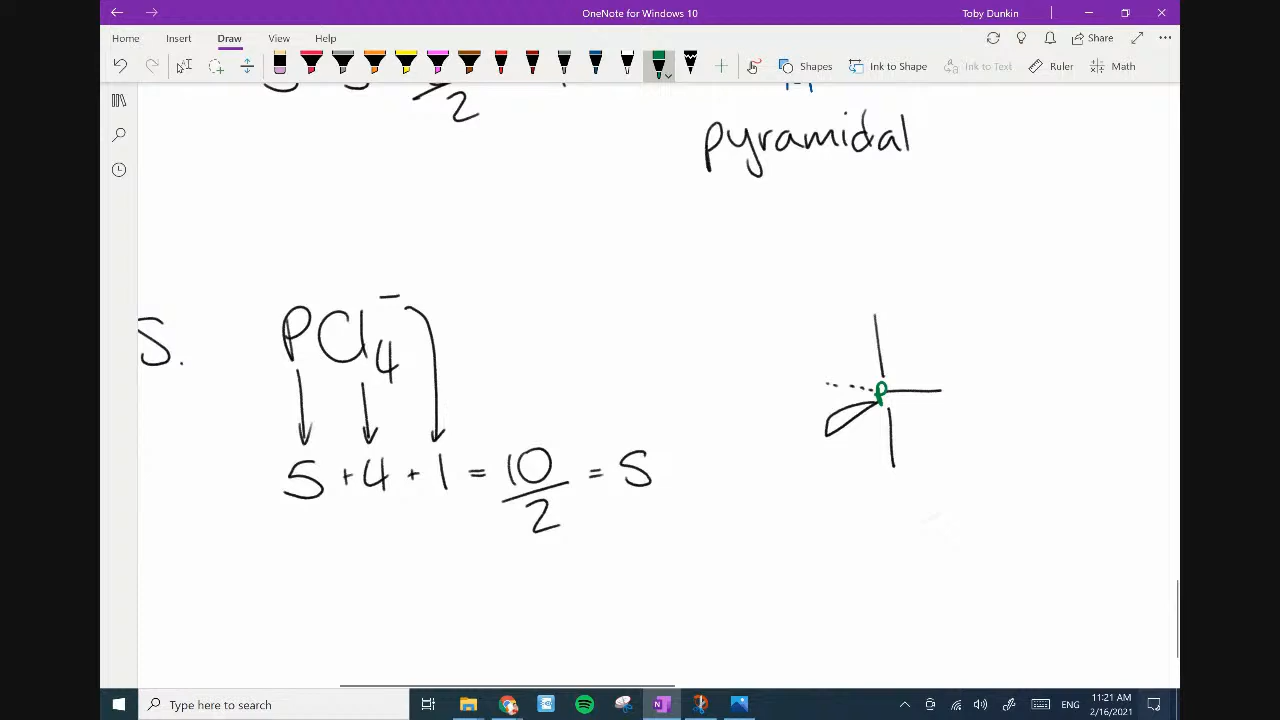 OneNote for Windows 10
Toby Dunkin
Home Insert Draw View Help
Share
Shapes
Ink to Shape
Ink to Text
Ruler
Math
2
pyramidal
5. PCl4⁻
P
5 + 4 + 1 = 10/2 = 5
Type here to search
ENG
11:21 AM
2/16/2021